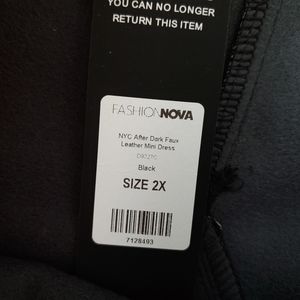 YOU CAN NO LONGER
RETURN THIS ITEM
FASHIONNOVA
NYC After Dark Faux
Leather Mini Dress
Black
SIZE 2X
7128493